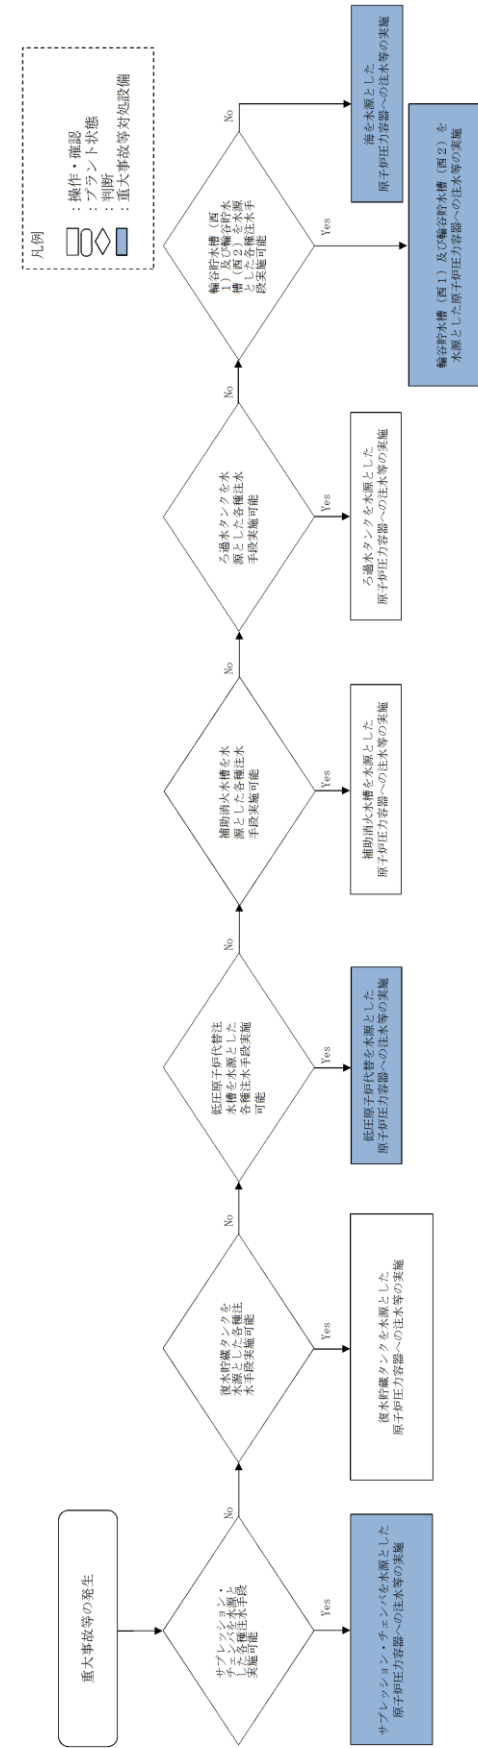 重大事故等の発生
サプレッション・
チェンバを水源と
した各種注水手段
実施可能
No
Yes
サプレッション・チェンバを水源とした
原子炉圧力容器への注水等の実施
復水貯蔵タンクを
水源とした各種注
水手段実施可能
No
Yes
復水貯蔵タンクを水源とした
原子炉圧力容器への注水等の実施
低圧原子炉代替注
水槽を水源とした
各種注水手段実施
可能
No
Yes
低圧原子炉代替を水源とした
原子炉圧力容器への注水等の実施
補助消火水槽を水
源とした各種注水
手段実施可能
No
Yes
補助消火水槽を水源とした
原子炉圧力容器への注水等の実施
ろ過水タンクを水
源とした各種注水
手段実施可能
No
Yes
ろ過水タンクを水源とした
原子炉圧力容器への注水等の実施
輪谷貯水槽（西
1）及び輪谷貯水
槽（西2）を水源
とした各種注水手
段実施可能
No
Yes
海を水源とした
原子炉圧力容器への注水等の実施
輪谷貯水槽（西1）及び輪谷貯水槽（西2）を
水源とした原子炉圧力容器への注水等の実施
凡例
：操作・確認
：プラント状態
：判断
：重大事故等対処設備